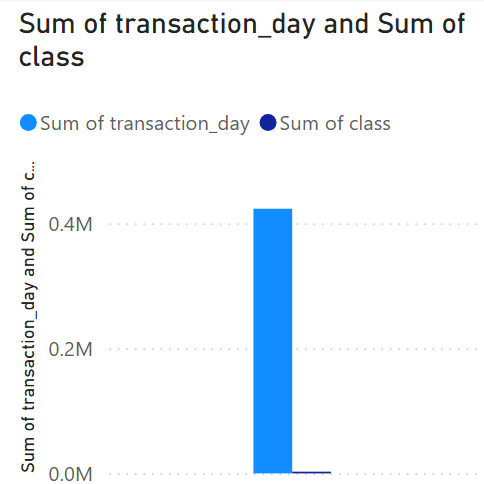 Sum of transaction_day and Sum of
class
Sum of transaction_day
Sum of class
Sum of transaction_day and Sum of c...
0.4M
0.2M
0.0M